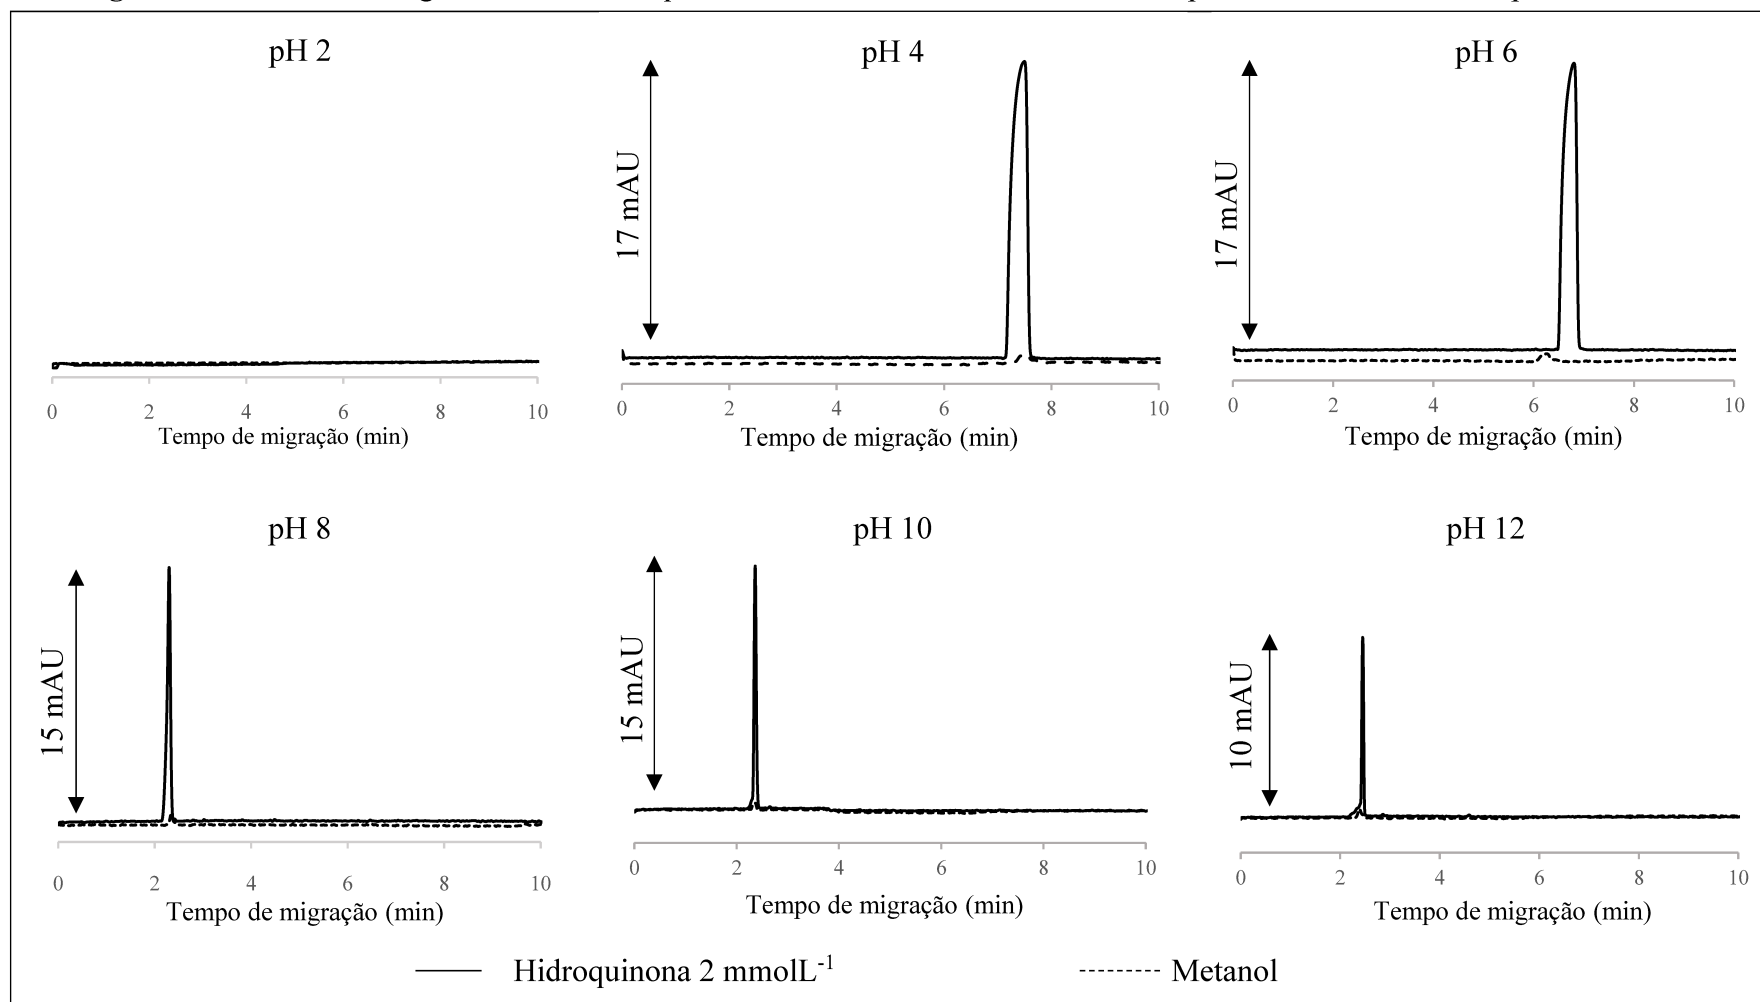 pH 2
pH 4
pH 6
17 mAU
17 mAU
0 2 4 6 8 10
0 2 4 6 8 10
0 2 4 6 8 10
Tempo de migração (min)
Tempo de migração (min)
Tempo de migração (min)
pH 8
pH 10
pH 12
15 mAU
15 mAU
10 mAU
0 2 4 6 8 10
0 2 4 6 8 10
0 2 4 6 8 10
Tempo de migração (min)
Tempo de migração (min)
Tempo de migração (min)
Hidroquinona 2 mmolL⁻¹
Metanol